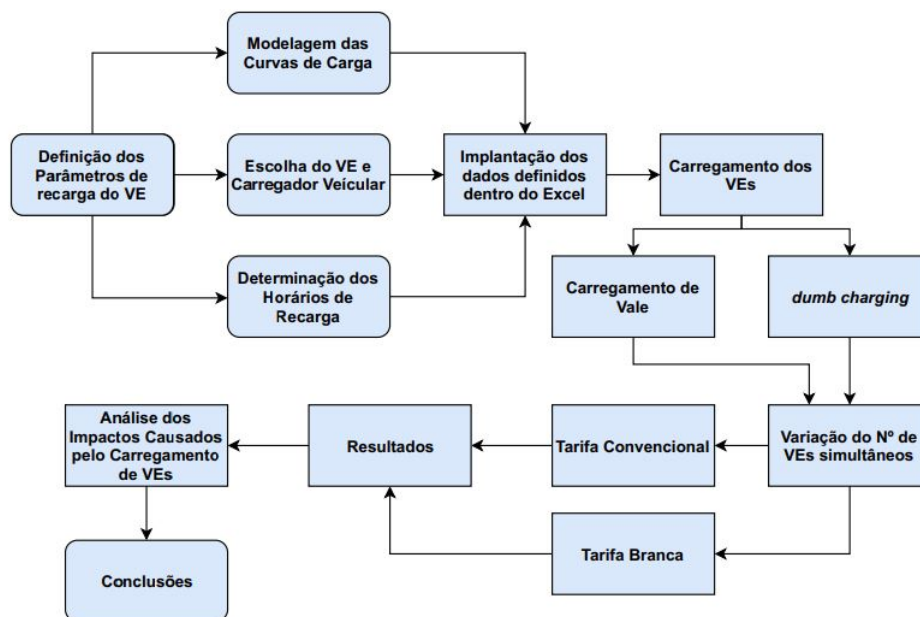 Modelagem das
Curvas de Carga
Definição dos
Parâmetros de
recarga do VE
Escolha do VE e
Carregador Veícular
Implantação dos
dados definidos
dentro do Excel
Carregamento dos
VEs
Determinação dos
Horários de
Recarga
Carregamento de
Vale
dumb charging
Análise dos
Impactos Causados
pelo Carregamento
de VEs
Resultados
Tarifa Convencional
Variação do Nº de
VEs simultâneos
Tarifa Branca
Conclusões